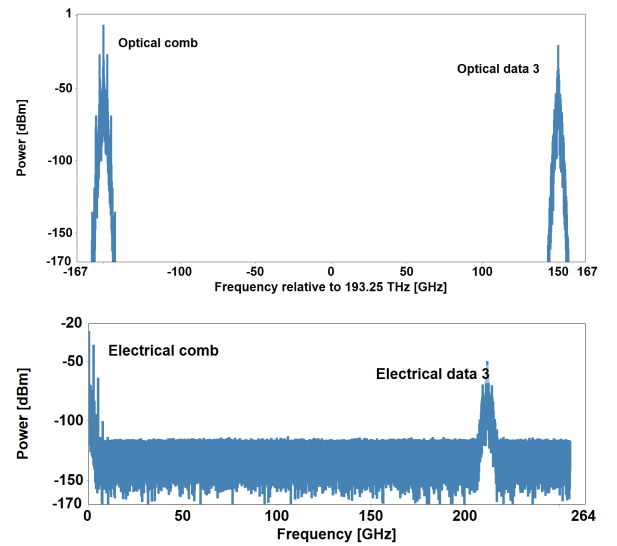 1
Optical comb
Optical data 3
-50
-100
-150
-170
Power [dBm]
-167 -100 -50 0 50 100 150 167
Frequency relative to 193.25 THz [GHz]
-20
Electrical comb
-50
Electrical data 3
-100
-150
-170
Power [dBm]
0 50 100 150 200 264
Frequency [GHz]